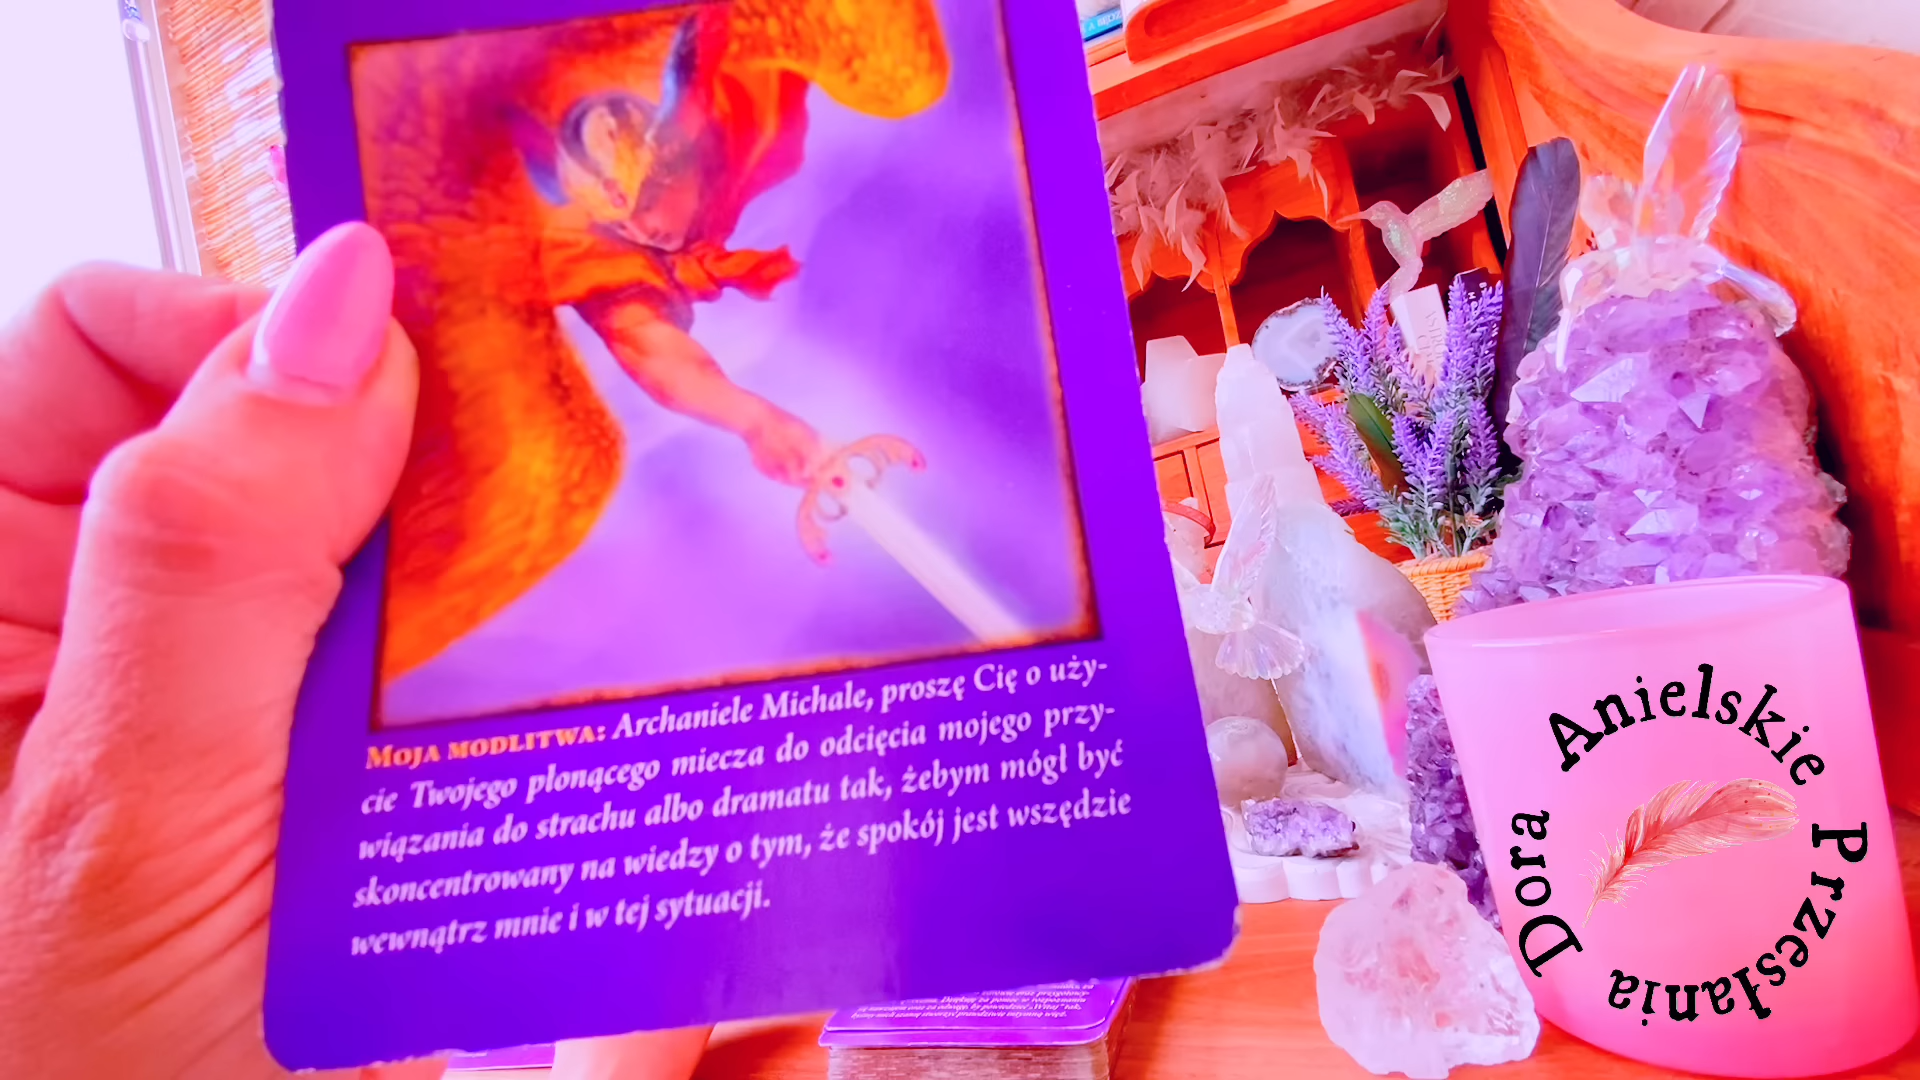 MOJA MODLITWA: Archaniele Michale, proszę Cię o uży-
cie Twojego płonącego miecza do odcięcia mojego przy-
wiązania do strachu albo dramatu tak, żebym mógł być
skoncentrowany na wiedzy o tym, że spokój jest wszędzie
wewnątrz mnie i w tej sytuacji.
Dora Anielskie Przesłania